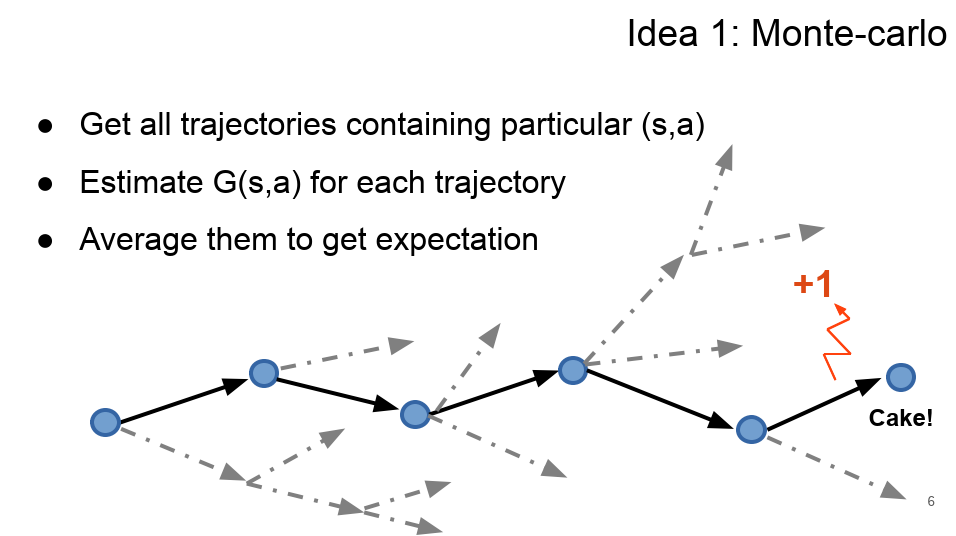 Idea 1: Monte-carlo
● Get all trajectories containing particular (s,a)
● Estimate G(s,a) for each trajectory
● Average them to get expectation
+1
Cake!
6